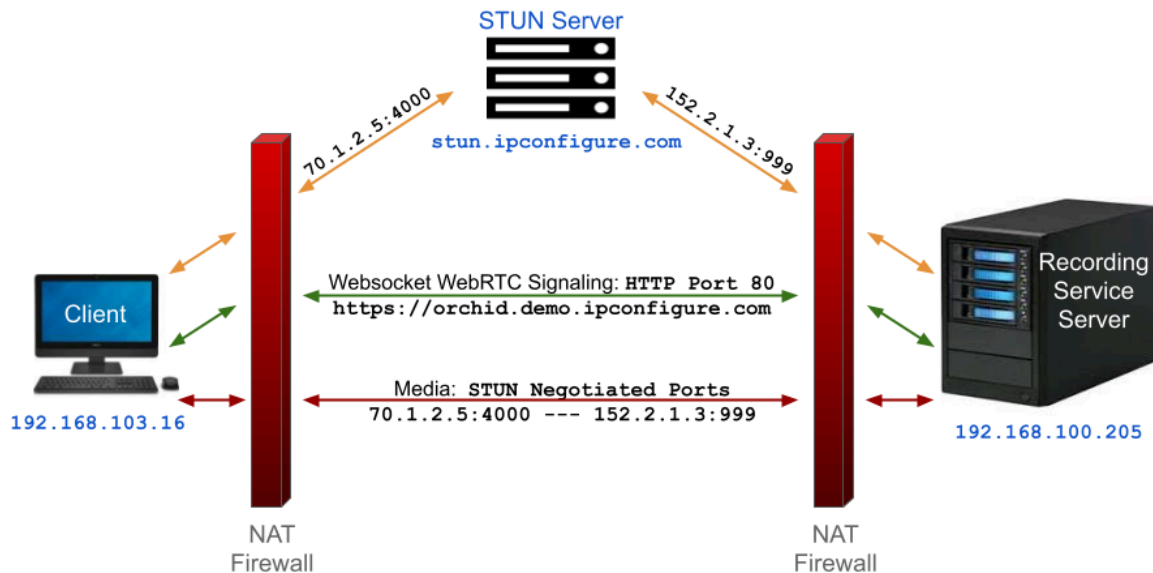 STUN Server
stun.ipconfigure.com
70.1.2.5:4000
152.2.1.3:999
Websocket WebRTC Signaling: HTTP Port 80
https://orchid.demo.ipconfigure.com
Client
Recording
Service
Server
Media: STUN Negotiated Ports
70.1.2.5:4000 --- 152.2.1.3:999
192.168.103.16
192.168.100.205
NAT
Firewall
NAT
Firewall